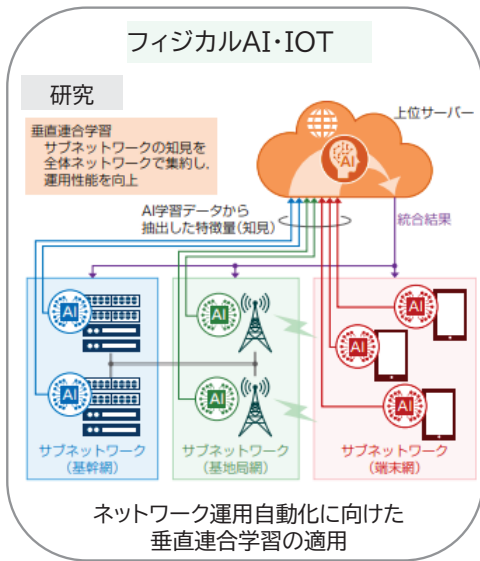 フィジカルAI・IOT
研究
垂直連合学習
サブネットワークの知見を
全体ネットワークで集約し,
運用性能を向上
上位サーバー
AI
AI学習データから
抽出した特徴量(知見)
統合結果
AI
AI
AI
AI
AI
AI
AI
サブネットワーク
(基幹網)
サブネットワーク
(基地局網)
サブネットワーク
(端末網)
ネットワーク運用自動化に向けた
垂直連合学習の適用